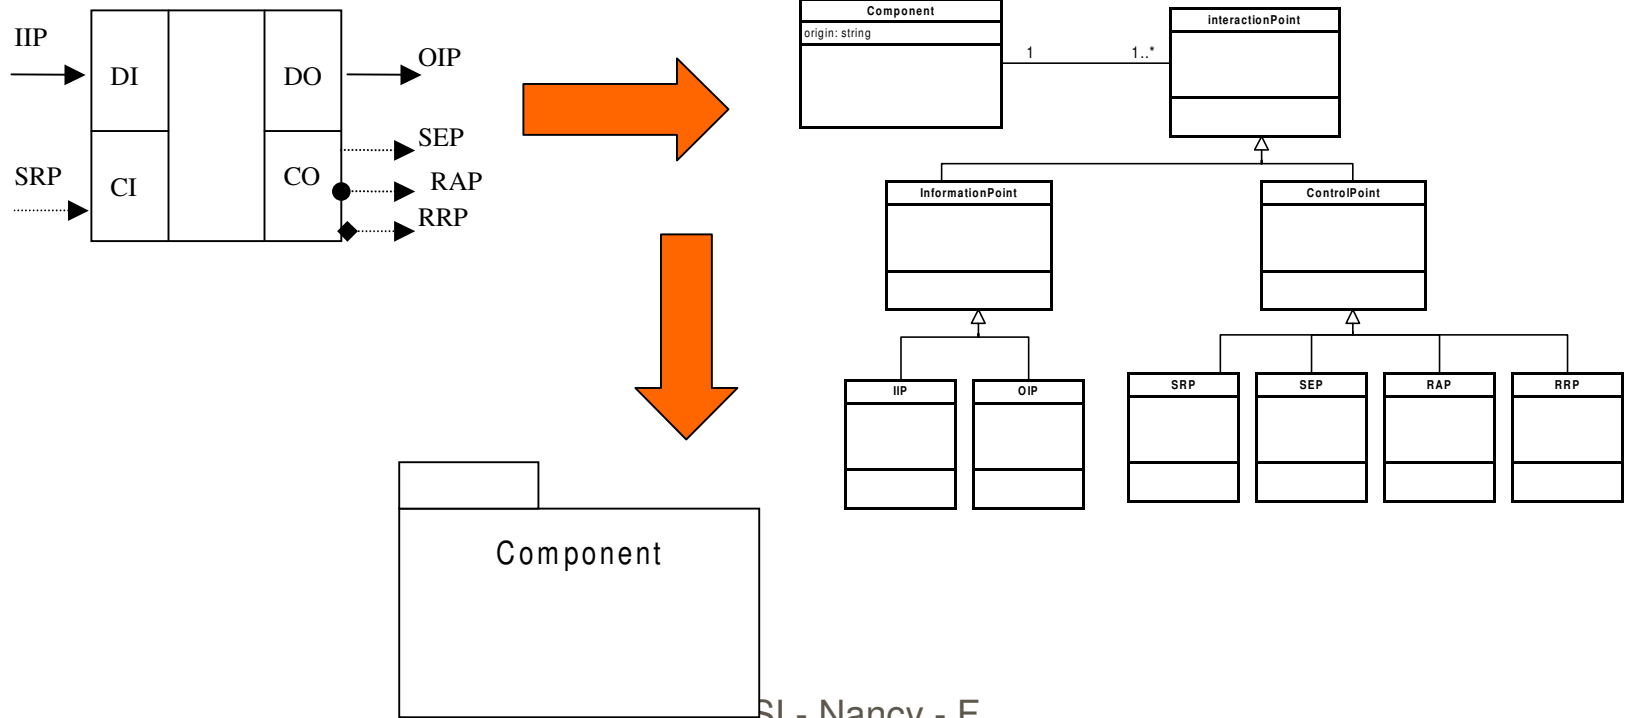 IIP
DI
DO
OIP
SEP
SRP
CI
CO
RAP
RRP
Component
origin: string
1
1..*
interactionPoint
InformationPoint
ControlPoint
IIP
OIP
SRP
SEP
RAP
RRP
Component
- Nancy - F